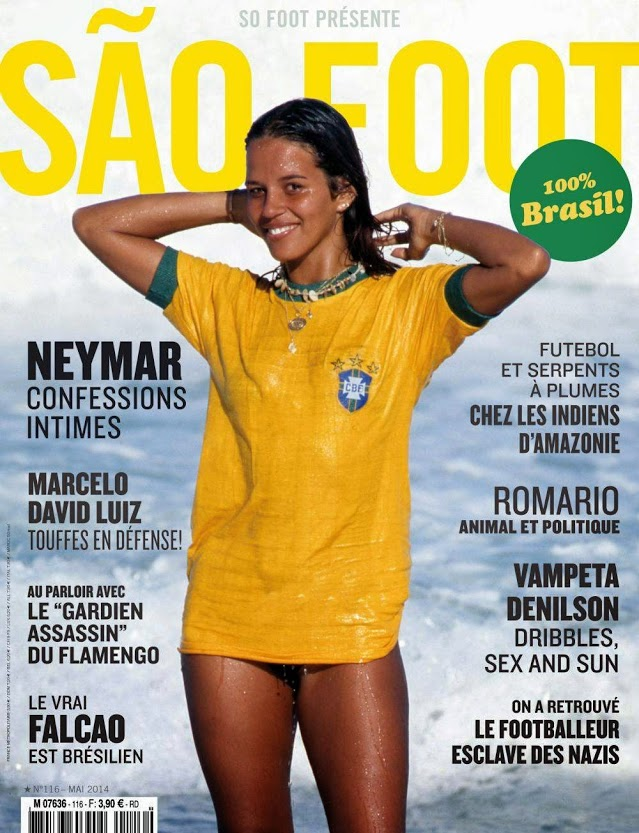 SO FOOT PRÉSENTE
SÃO FOOT
100%
Brasil!
NEYMAR
CONFESSIONS
INTIMES
MARCELO
DAVID LUIZ
TOUFFES EN DÉFENSE!
AU PARLOIR AVEC
LE “GARDIEN
ASSASSIN”
DU FLAMENGO
LE VRAI
FALCAO
EST BRÉSILIEN
FUTEBOL
ET SERPENTS
À PLUMES
CHEZ LES INDIENS
D'AMAZONIE
ROMARIO
ANIMAL ET POLITIQUE
VAMPETA
DENILSON
DRIBBLES,
SEX AND SUN
ON A RETROUVÉ
LE FOOTBALLEUR
ESCLAVE DES NAZIS
CBF
★ N°116 - MAI 2014
M 07636 - 116 - F: 3,90 € - RD